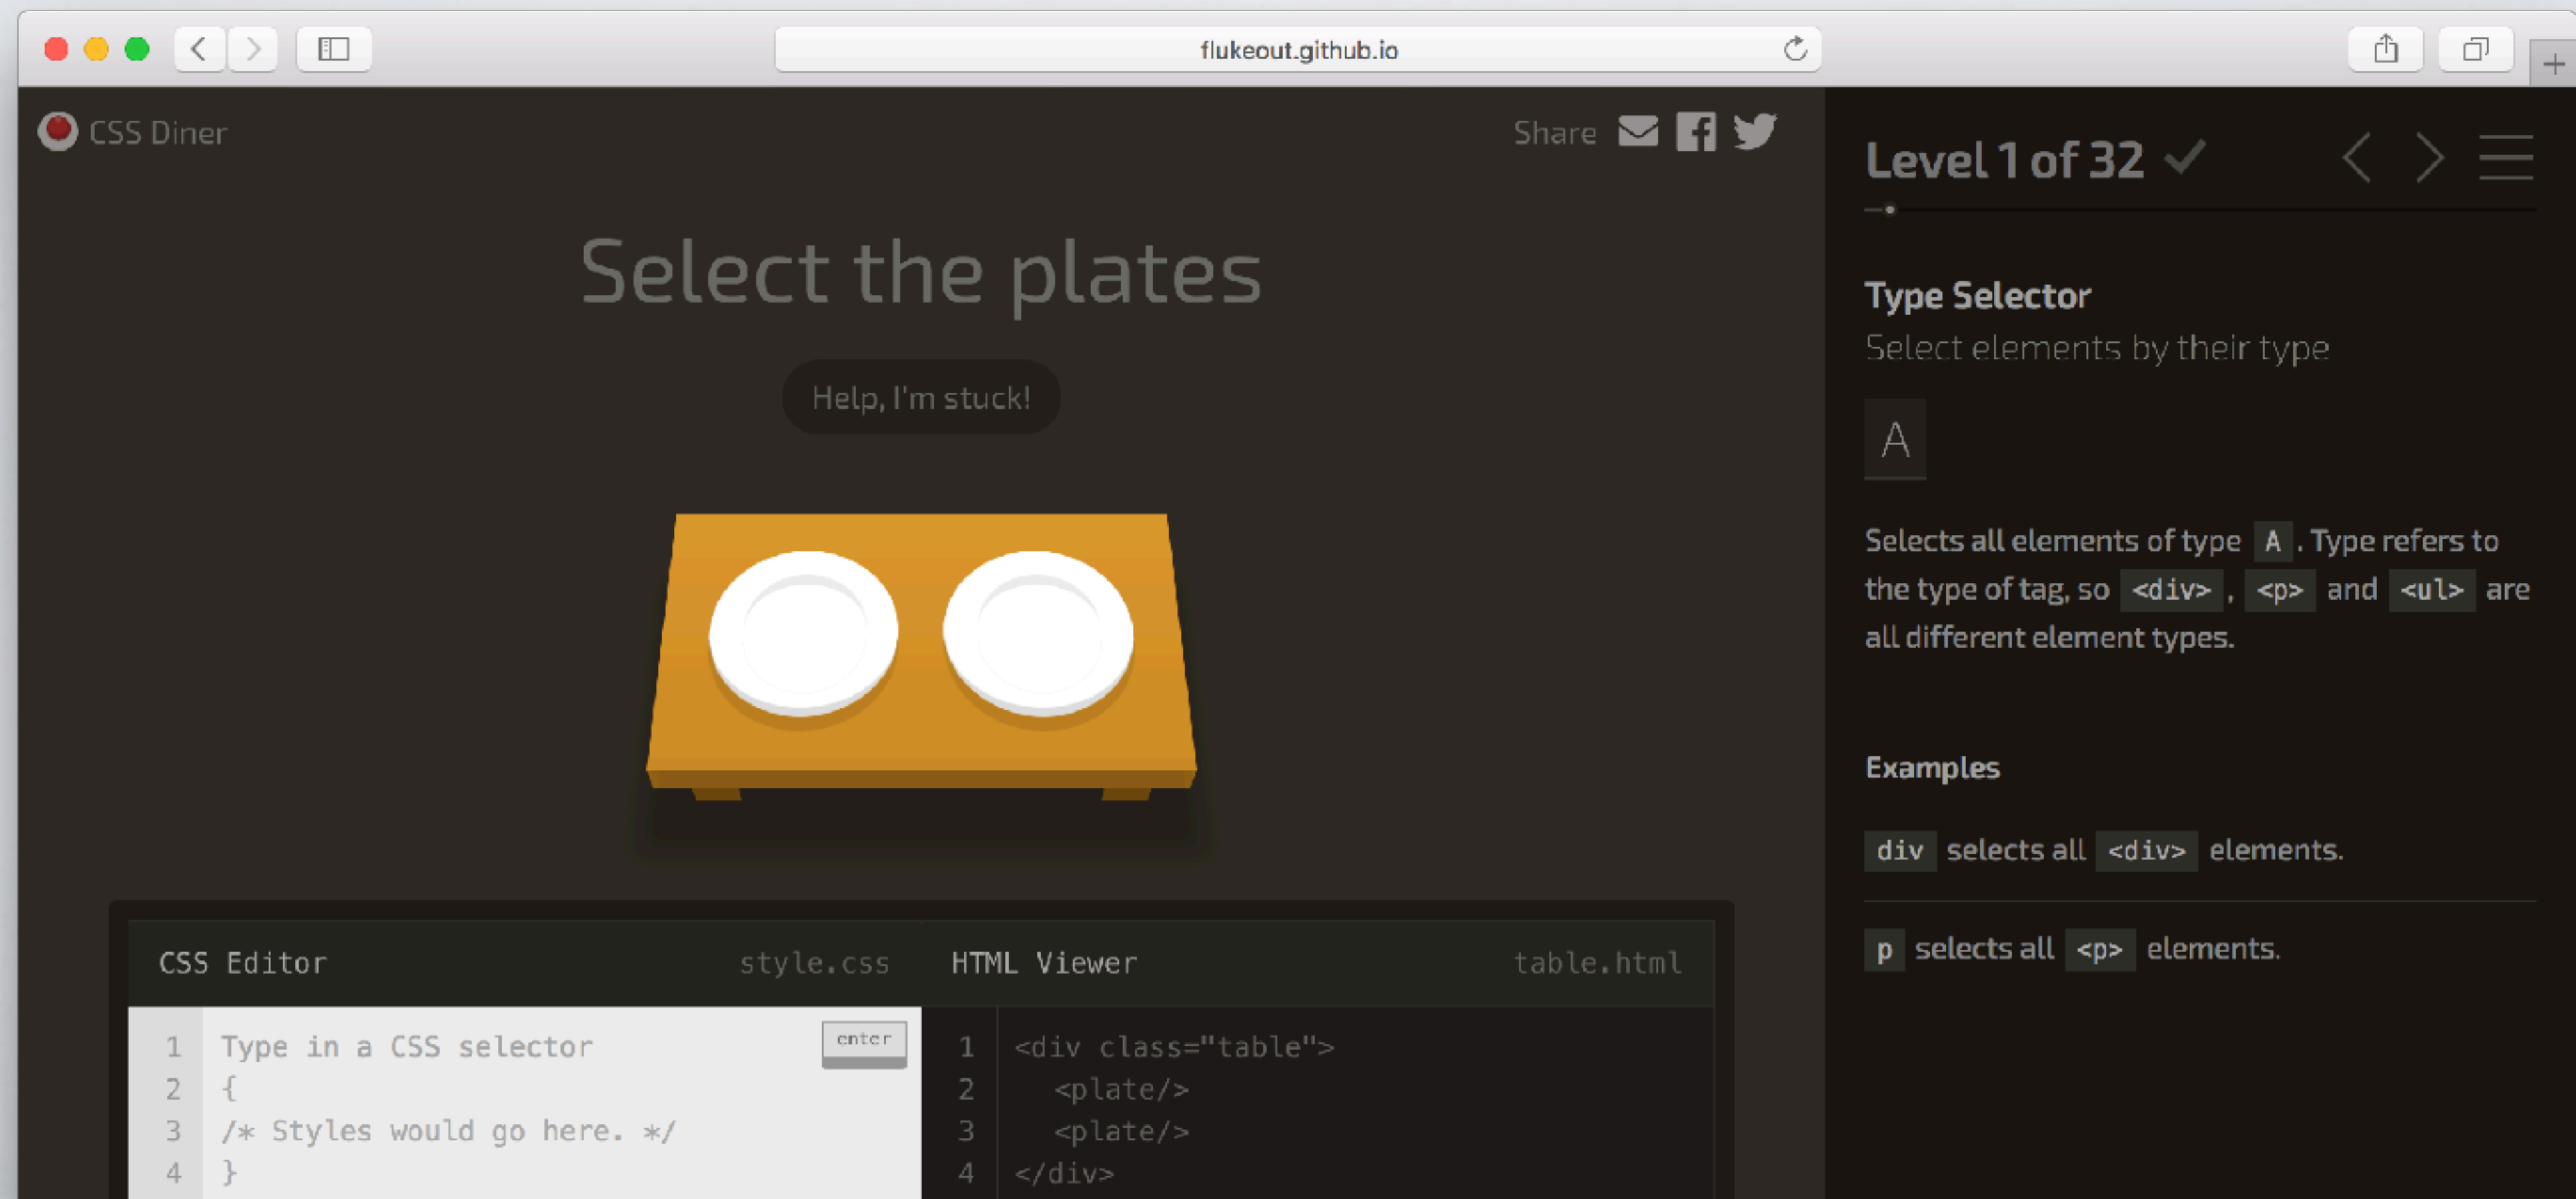 flukeout.github.io
CSS Diner
Share
Select the plates
Help, I'm stuck!
CSS Editor style.css
1 Type in a CSS selector
enter
2 {
3 /* Styles would go here. */
4 }
HTML Viewer table.html
1 <div class="table">
2 <plate/>
3 <plate/>
4 </div>
Level 1 of 32
Type Selector
Select elements by their type
A
Selects all elements of type A . Type refers to
the type of tag, so <div> , <p> and <ul> are
all different element types.
Examples
div selects all <div> elements.
p selects all <p> elements.